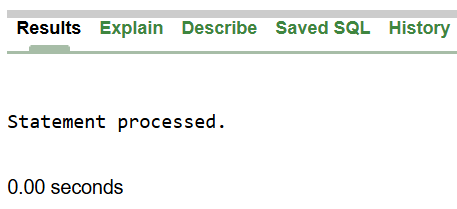 Results Explain Describe Saved SQL History
Statement processed.
0.00 seconds